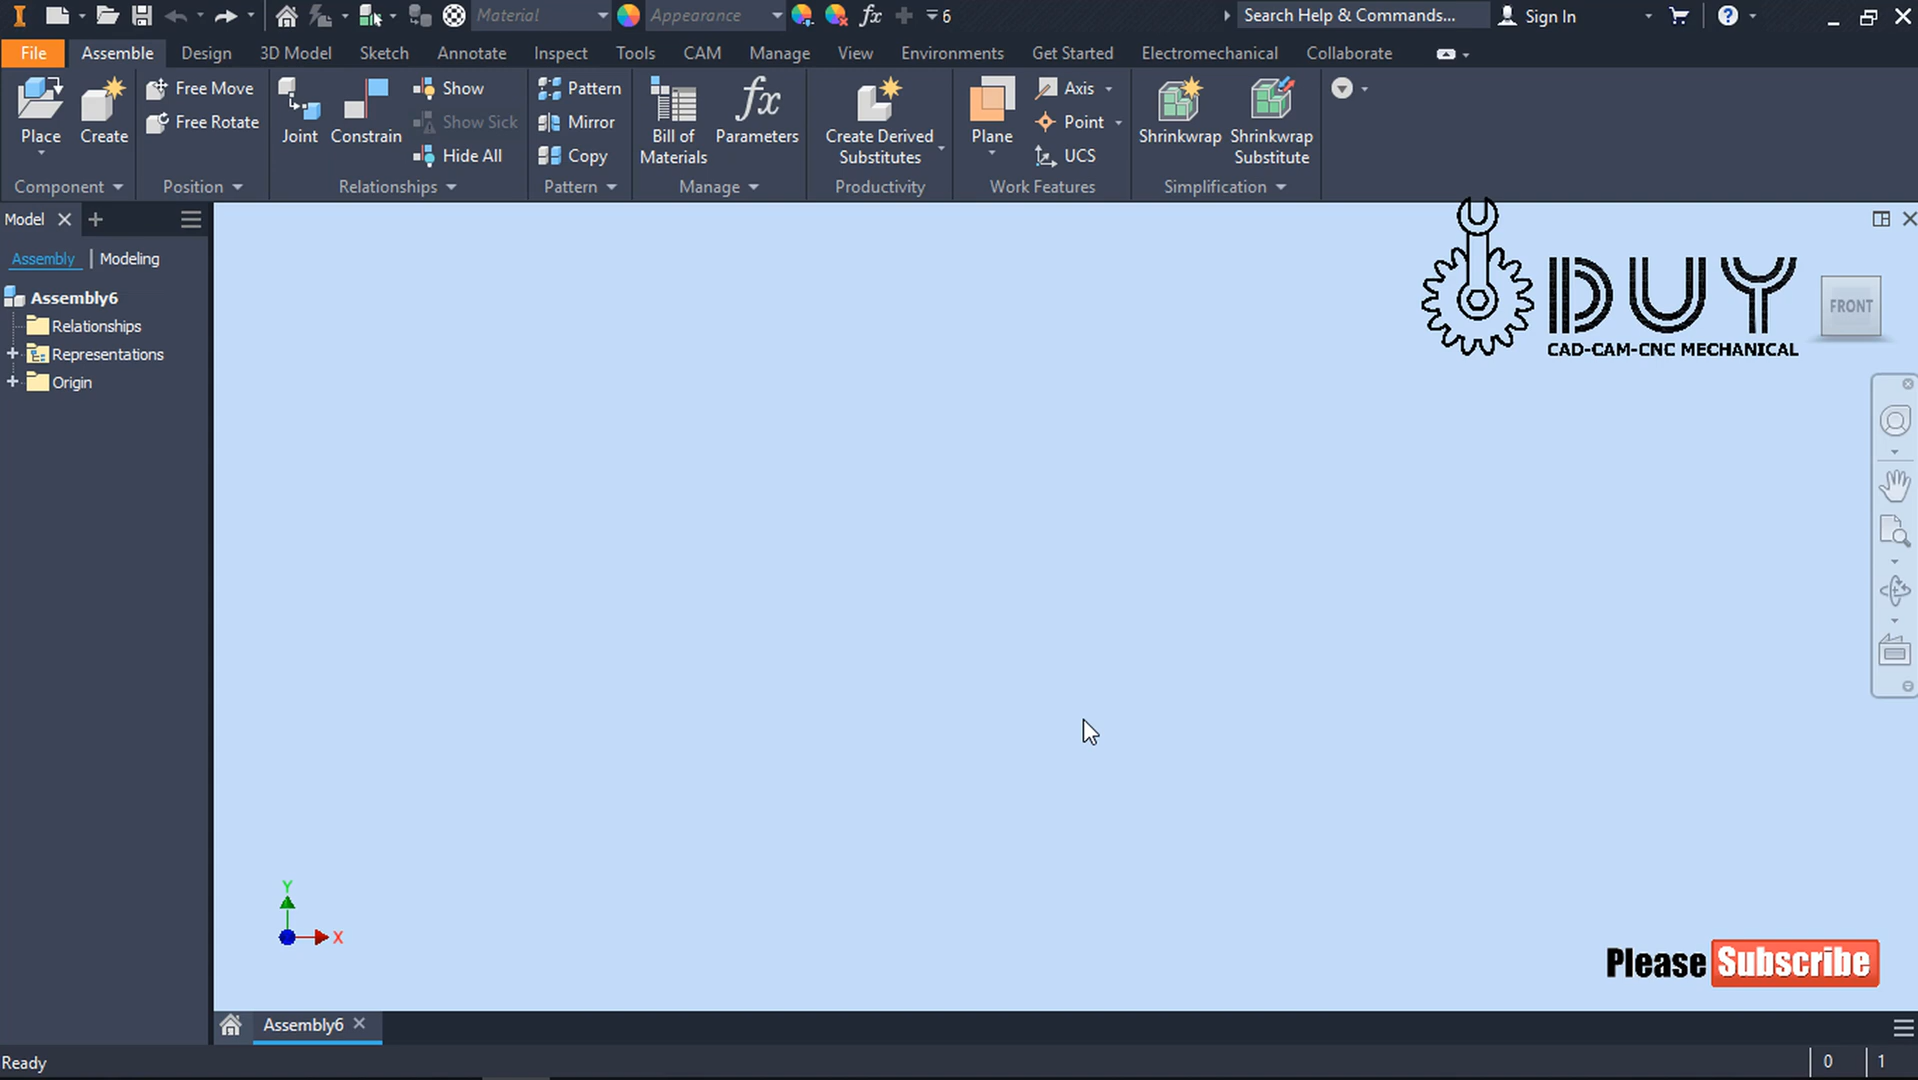 Material
Appearance
6
Search Help & Commands...
Sign In
File
Assemble
Design
3D Model
Sketch
Annotate
Inspect
Tools
CAM
Manage
View
Environments
Get Started
Electromechanical
Collaborate
Place
Create
Free Move
Free Rotate
Joint
Constrain
Show
Show Sick
Hide All
Pattern
Mirror
Copy
Bill of
Materials
fx
Parameters
Create Derived
Substitutes
Plane
Axis
Point
UCS
Shrinkwrap
Shrinkwrap
Substitute
Component
Position
Relationships
Pattern
Manage
Productivity
Work Features
Simplification
Model
Assembly
Modeling
Assembly6
Relationships
Representations
Origin
DUY
CAD-CAM-CNC MECHANICAL
FRONT
Y
X
Please Subscribe
Assembly6
Ready
0
1